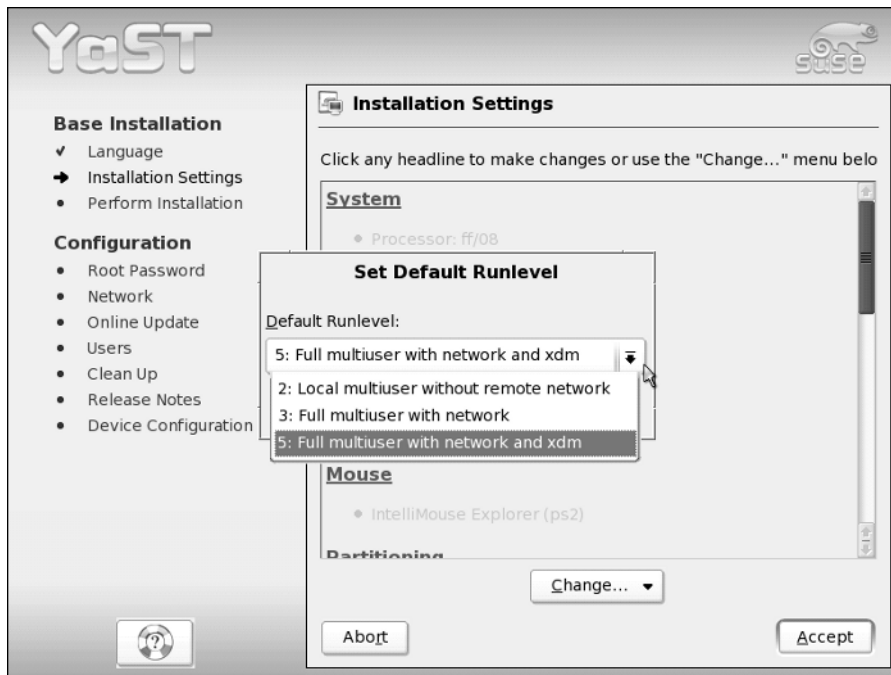 YaST
SUSE
Base Installation
Language
Installation Settings
Perform Installation
Configuration
Root Password
Network
Online Update
Users
Clean Up
Release Notes
Device Configuration
Installation Settings
Click any headline to make changes or use the "Change..." menu belo
System
Processor: ff/08
Set Default Runlevel
Default Runlevel:
5: Full multiuser with network and xdm
2: Local multiuser without remote network
3: Full multiuser with network
5: Full multiuser with network and xdm
Mouse
IntelliMouse Explorer (ps2)
Partitioning
Change...
?
Abort
Accept